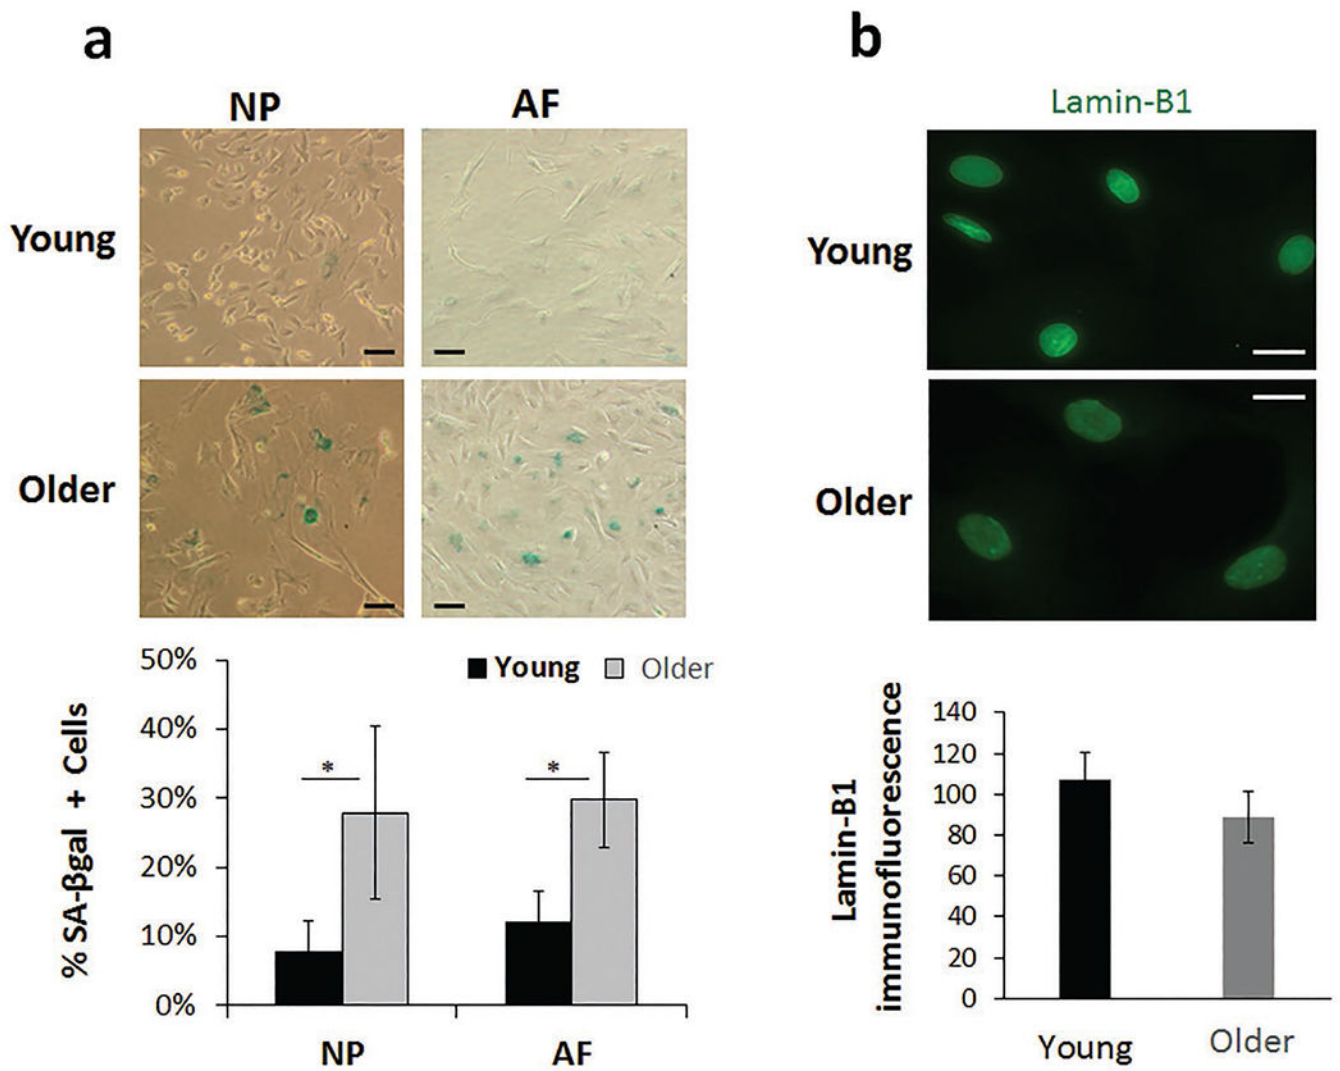 a
NP AF
Young
Older
50%
40%
30%
20%
10%
0%
% SA-βgal + Cells
Young Older
*
*
NP AF
b
Lamin-B1
Young
Older
Lamin-B1
immunofluorescence
140
120
100
80
60
40
20
0
Young Older